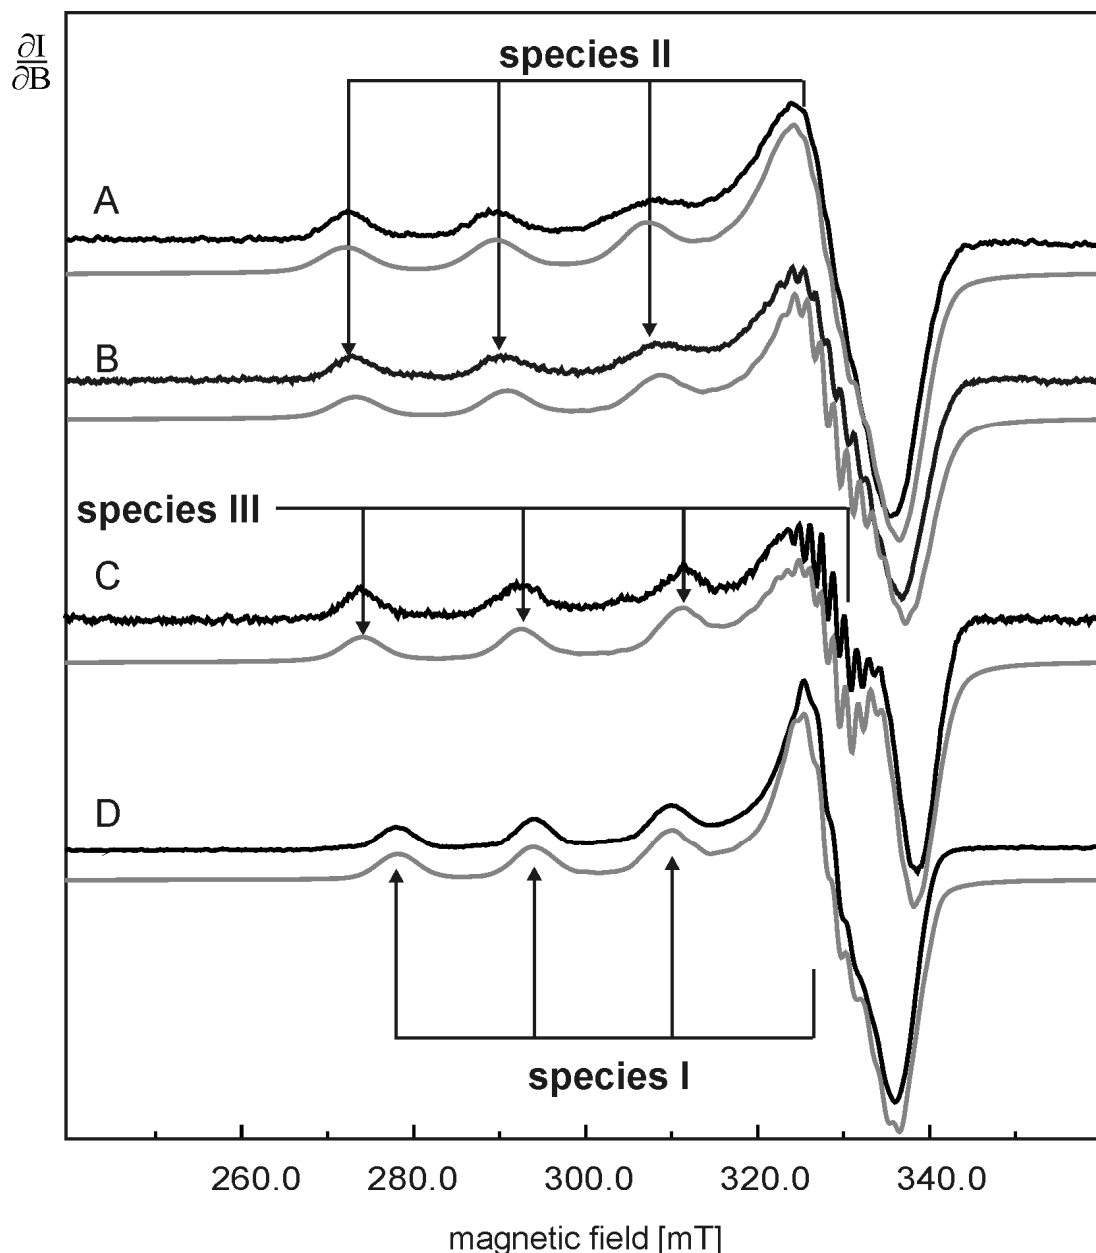 ∂I
∂B
species II
A
B
species III
C
D
species I
260.0 280.0 300.0 320.0 340.0
magnetic field [mT]